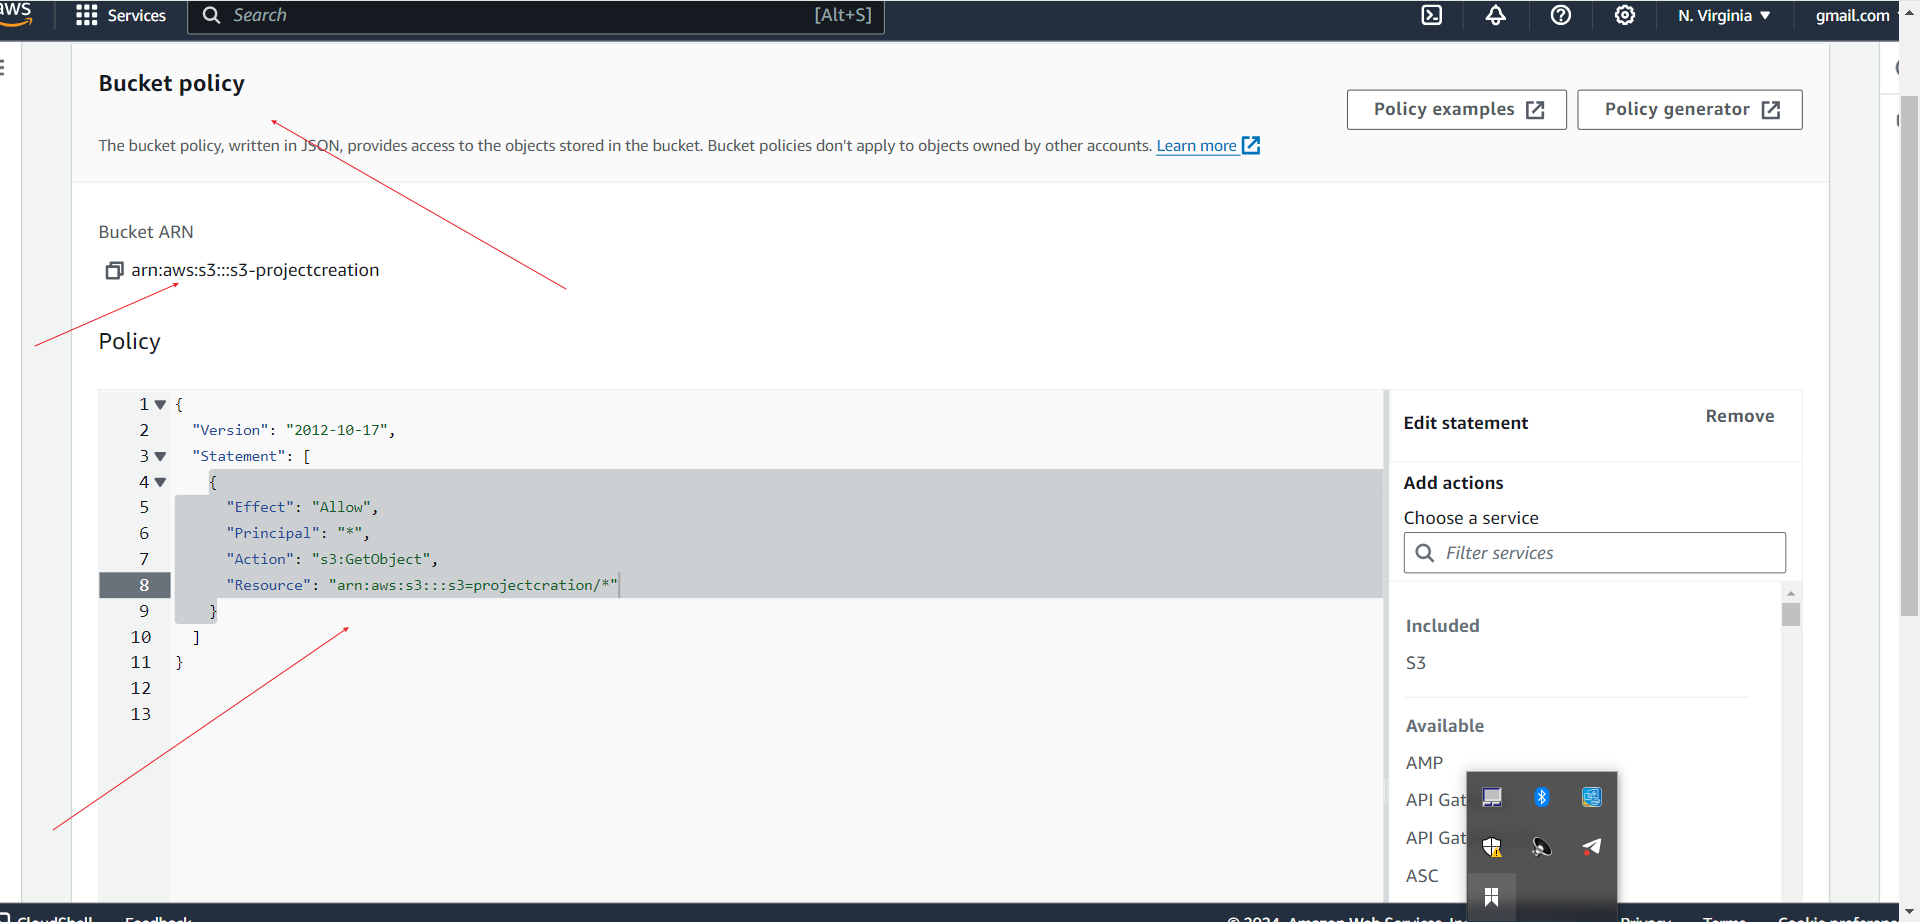 aws
Services
Search
[Alt+S]
N. Virginia
gmail.com
Bucket policy
Policy examples
Policy generator
The bucket policy, written in JSON, provides access to the objects stored in the bucket. Bucket policies don't apply to objects owned by other accounts. Learn more
Bucket ARN
arn:aws:s3:::s3-projectcreation
Policy
1 {
2 "Version": "2012-10-17",
3 "Statement": [
4 {
5 "Effect": "Allow",
6 "Principal": "*",
7 "Action": "s3:GetObject",
8 "Resource": "arn:aws:s3:::s3=projectcration/*"
9 }
10 ]
11 }
12
13
Edit statement
Remove
Add actions
Choose a service
Filter services
Included
S3
Available
AMP
API Gat
API Gat
ASC
CloudShell
Feedback
© 2024, Amazon Web Services, Inc
Privacy
Terms
Cookie preferenc